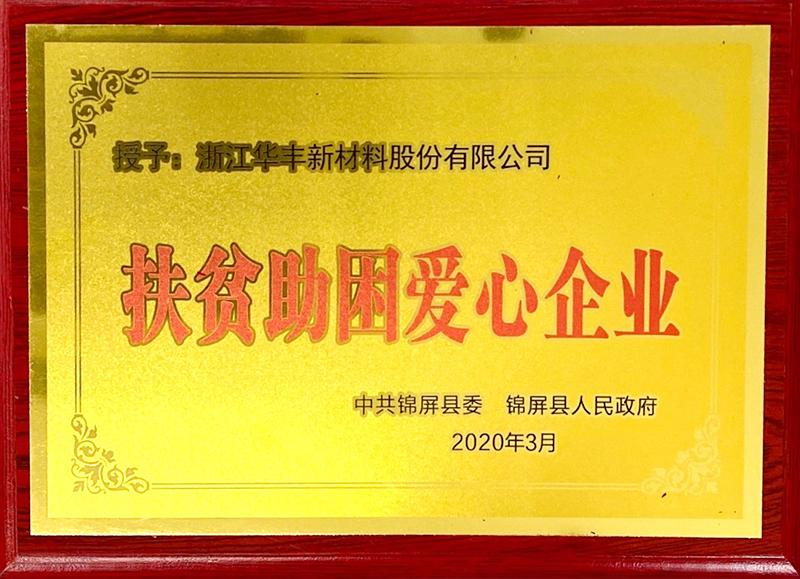 授予：浙江华丰新材料股份有限公司
扶贫助困爱心企业
中共锦屏县委 锦屏县人民政府
2020年3月